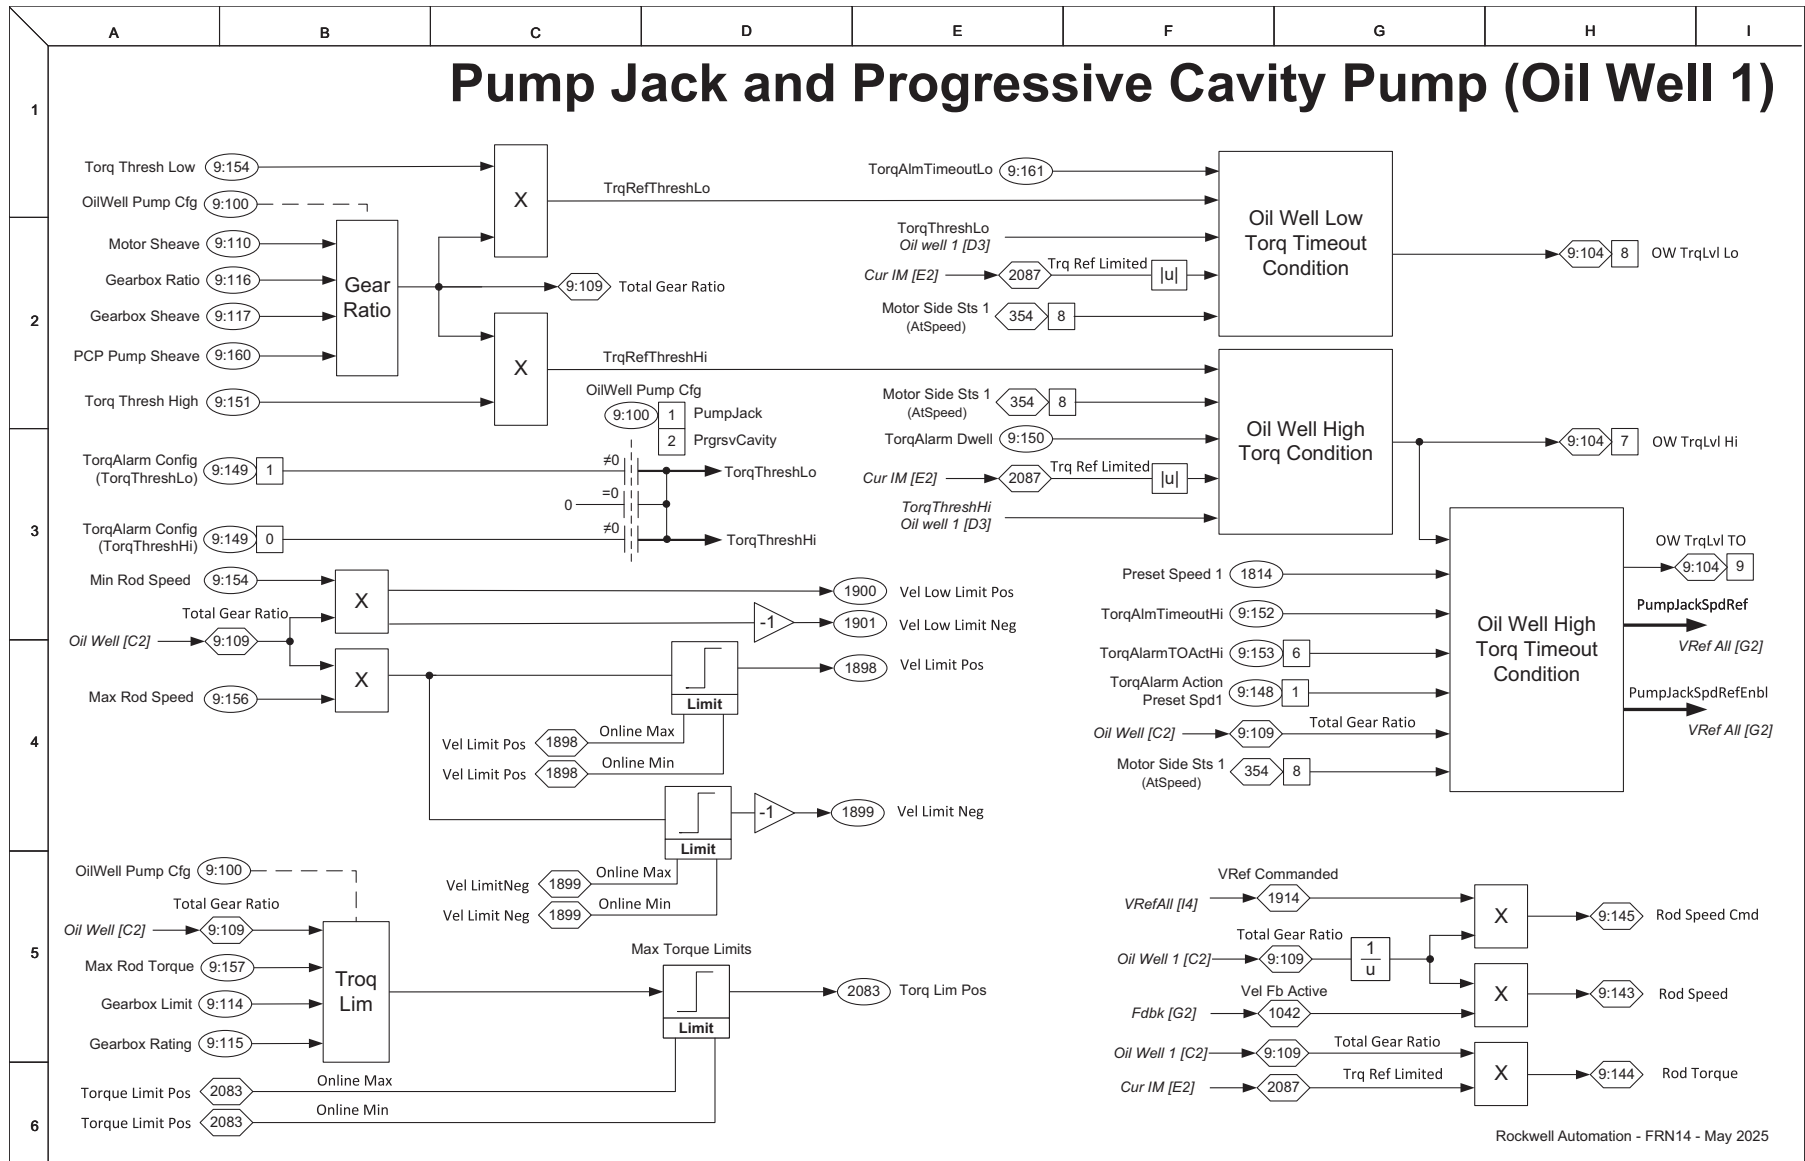 A B C D E F G H I
1
2
3
4
5
6
Pump Jack and Progressive Cavity Pump (Oil Well 1)
Torq Thresh Low 9:154
OilWell Pump Cfg 9:100
Motor Sheave 9:110
Gearbox Ratio 9:116
Gearbox Sheave 9:117
PCP Pump Sheave 9:160
Torq Thresh High 9:151
Gear
Ratio
X
X
TrqRefThreshLo
9:109 Total Gear Ratio
TrqRefThreshHi
OilWell Pump Cfg
9:100 1 PumpJack
2 PrgrsvCavity
TorqAlarm Config
(TorqThreshLo)
9:149 1
≠0
TorqThreshLo
0
=0
TorqAlarm Config
(TorqThreshHi)
9:149 0
≠0
TorqThreshHi
Min Rod Speed 9:154
Total Gear Ratio
Oil Well [C2] 9:109
Max Rod Speed 9:156
X
X
1900 Vel Low Limit Pos
-1
1901 Vel Low Limit Neg
Limit
1898 Vel Limit Pos
Vel Limit Pos 1898 Online Max
Vel Limit Pos 1898 Online Min
Limit
-1
1899 Vel Limit Neg
Vel LimitNeg 1899 Online Max
Vel Limit Neg 1899 Online Min
OilWell Pump Cfg 9:100
Total Gear Ratio
Oil Well [C2] 9:109
Max Rod Torque 9:157
Gearbox Limit 9:114
Gearbox Rating 9:115
Troq
Lim
Max Torque Limits
Limit
2083 Torq Lim Pos
Torque Limit Pos 2083 Online Max
Torque Limit Pos 2083 Online Min
TorqAlmTimeoutLo 9:161
TorqThreshLo
Oil well 1 [D3]
Cur IM [E2] 2087 Trq Ref Limited |u|
Motor Side Sts 1
(AtSpeed)
354 8
Oil Well Low
Torq Timeout
Condition
9:104 8 OW TrqLvl Lo
Motor Side Sts 1
(AtSpeed)
354 8
TorqAlarm Dwell 9:150
Cur IM [E2] 2087 Trq Ref Limited |u|
TorqThreshHi
Oil well 1 [D3]
Oil Well High
Torq Condition
9:104 7 OW TrqLvl Hi
Preset Speed 1 1814
TorqAlmTimeoutHi 9:152
TorqAlarmTOActHi 9:153 6
TorqAlarm Action
Preset Spd1
9:148 1
Oil Well [C2] 9:109 Total Gear Ratio
Motor Side Sts 1
(AtSpeed)
354 8
Oil Well High
Torq Timeout
Condition
OW TrqLvl TO
9:104 9
PumpJackSpdRef
VRef All [G2]
PumpJackSpdRefEnbl
VRef All [G2]
VRef Commanded
VRefAll [I4] 1914
Total Gear Ratio
Oil Well 1 [C2] 9:109
1
u
Vel Fb Active
Fdbk [G2] 1042
X
9:145 Rod Speed Cmd
X
9:143 Rod Speed
Oil Well 1 [C2] 9:109 Total Gear Ratio
Cur IM [E2] 2087 Trq Ref Limited
X
9:144 Rod Torque
Rockwell Automation - FRN14 - May 2025